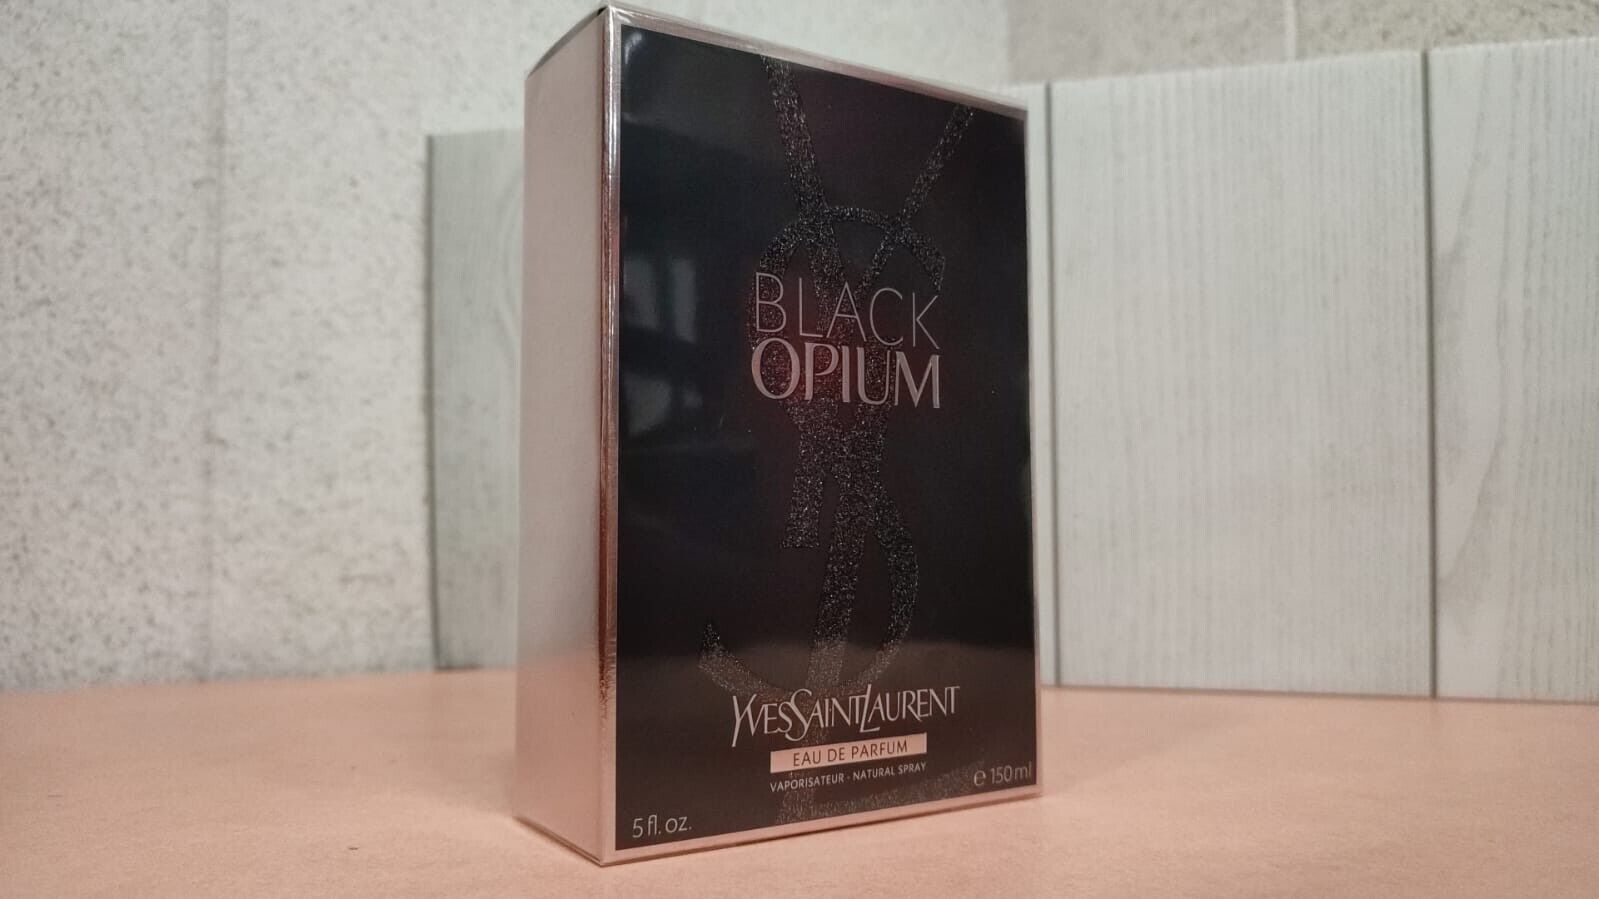 BLACK
OPIUM
YVESSAINTLAURENT
EAU DE PARFUM
VAPORISATEUR - NATURAL SPRAY
5 fl. oz.
℮ 150 ml